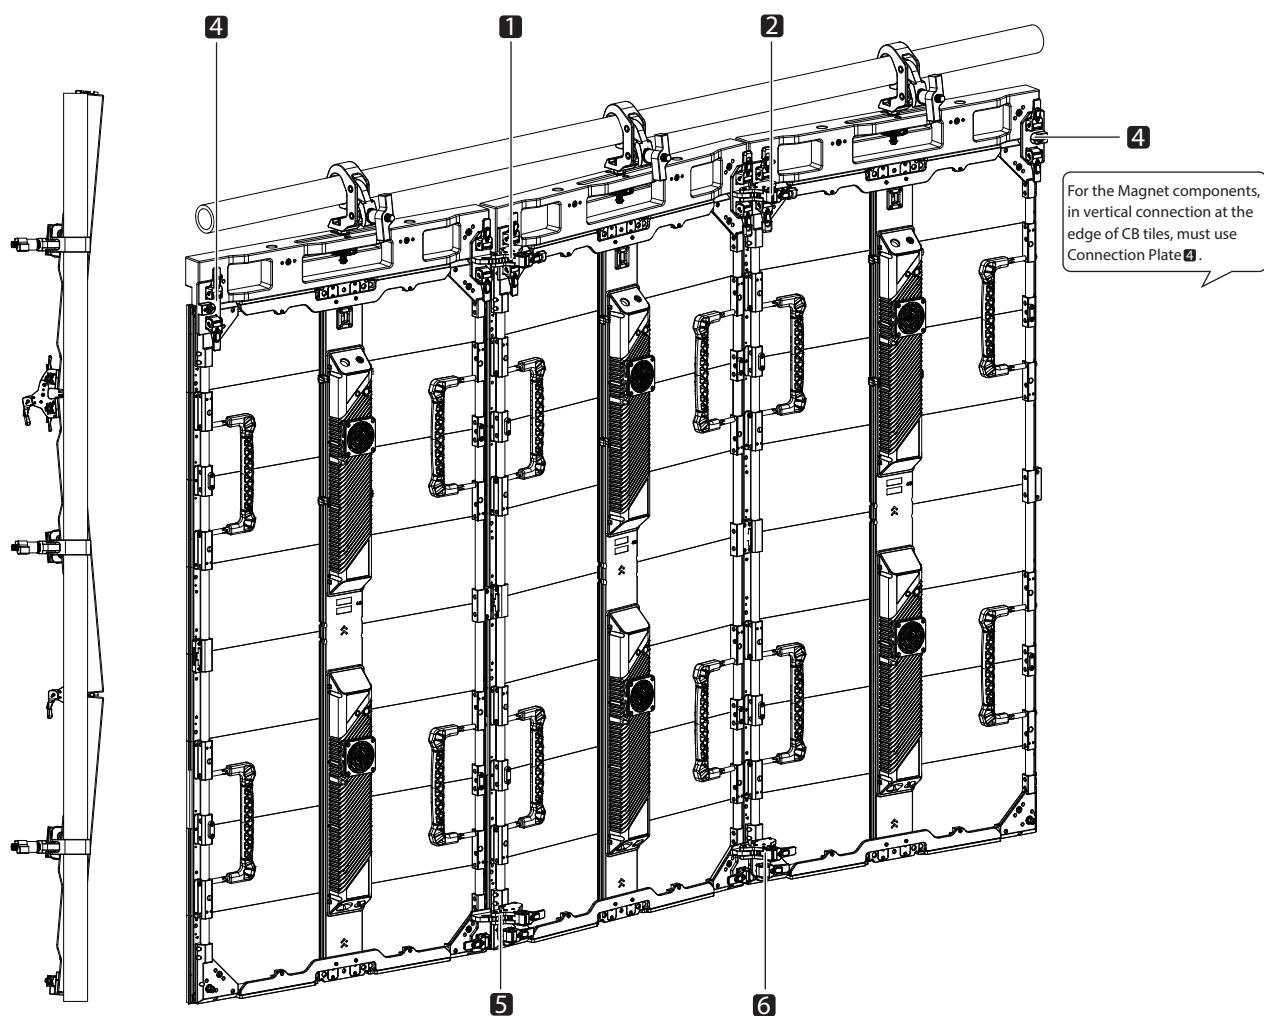 4
1
2
4
For the Magnet components,
in vertical connection at the
edge of CB tiles, must use
Connection Plate 4 .
5
6